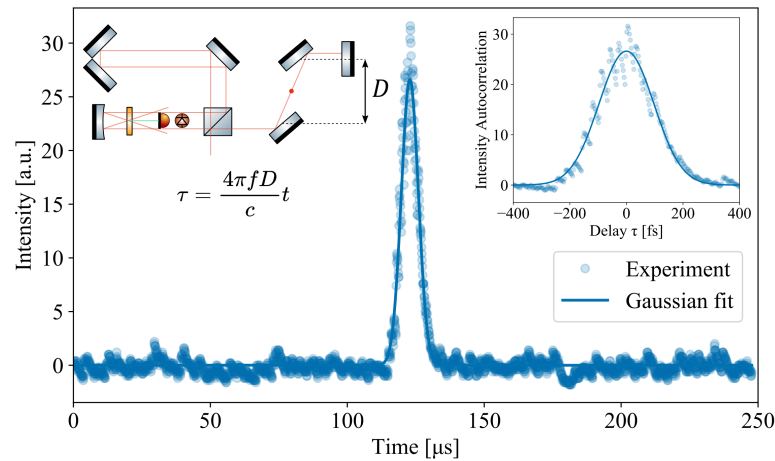 Intensity [a.u.]
30
25
20
15
10
5
0
0 50 100 150 200 250
Time [μs]
D
τ = \frac{4πfD}{c} t
Intensity Autocorrelation
30
20
10
0
−400 −200 0 200 400
Delay τ [fs]
Experiment
Gaussian fit